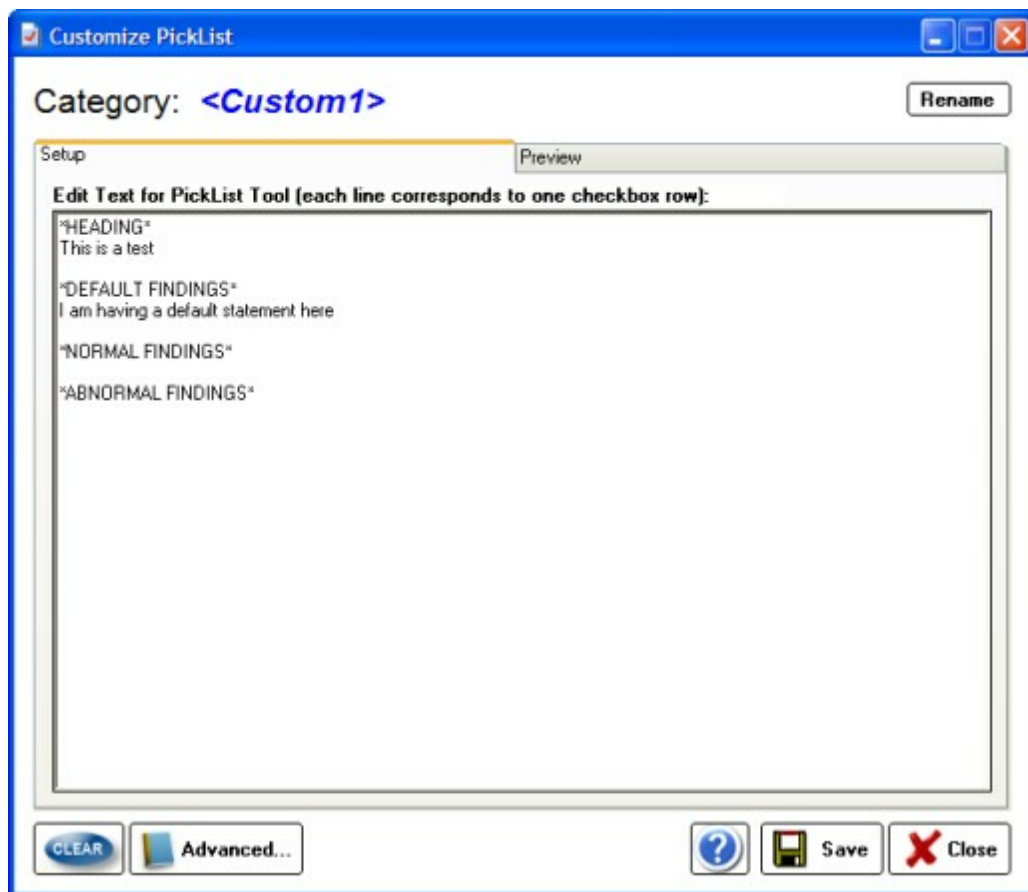 Customize PickList
Category: <Custom1>
Rename
Setup
Preview
Edit Text for PickList Tool (each line corresponds to one checkbox row):
*HEADING*
This is a test
*DEFAULT FINDINGS*
I am having a default statement here
*NORMAL FINDINGS*
*ABNORMAL FINDINGS*
CLEAR
Advanced...
?
Save
Close